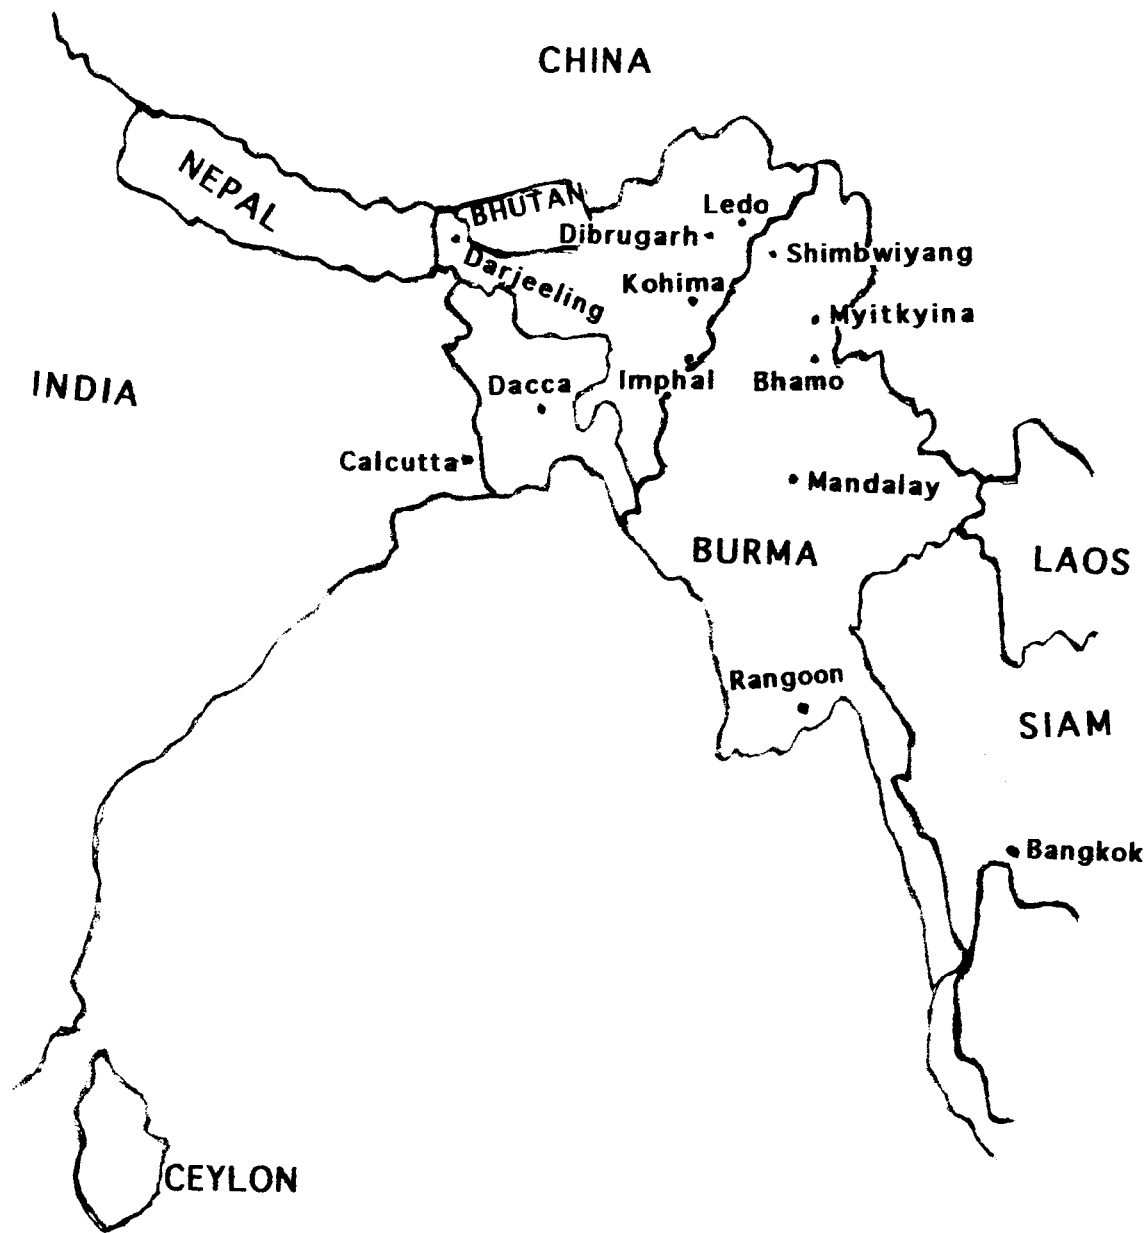 CHINA
NEPAL
BHUTAN
Ledo
Dibrugarh
Darjeeling
Shimbwiyang
Kohima
Myitkyina
INDIA
Dacca
Imphal
Bhamo
Calcutta
Mandalay
BURMA
LAOS
Rangoon
SIAM
Bangkok
CEYLON